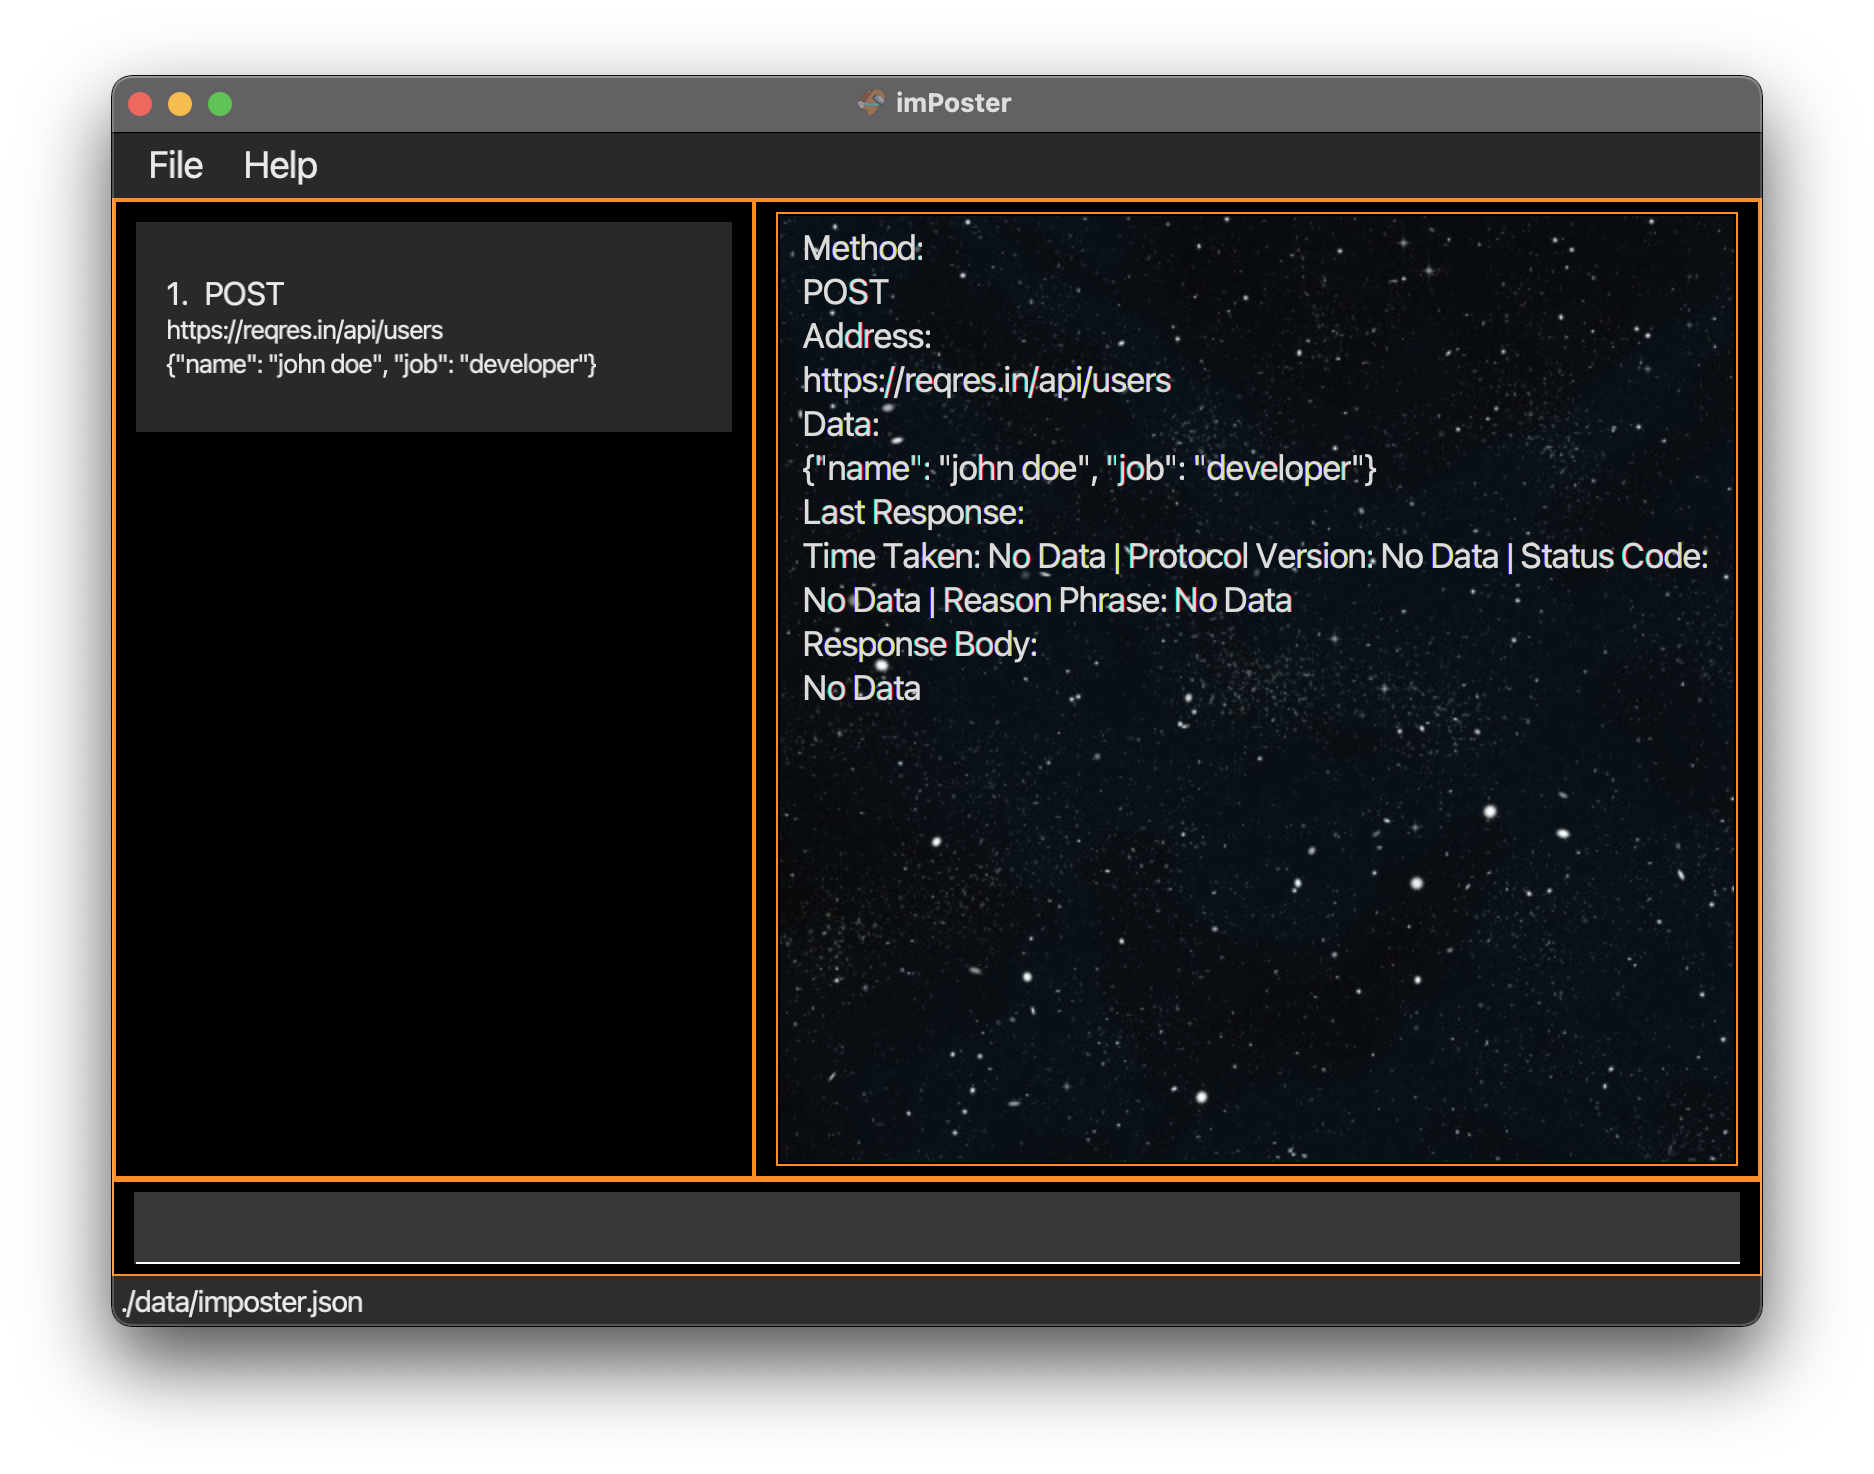 imPoster
File Help
1. POST
https://reqres.in/api/users
{"name": "john doe", "job": "developer"}
Method:
POST
Address:
https://reqres.in/api/users
Data:
{"name": "john doe", "job": "developer"}
Last Response:
Time Taken: No Data | Protocol Version: No Data | Status Code:
No Data | Reason Phrase: No Data
Response Body:
No Data
./data/imposter.json